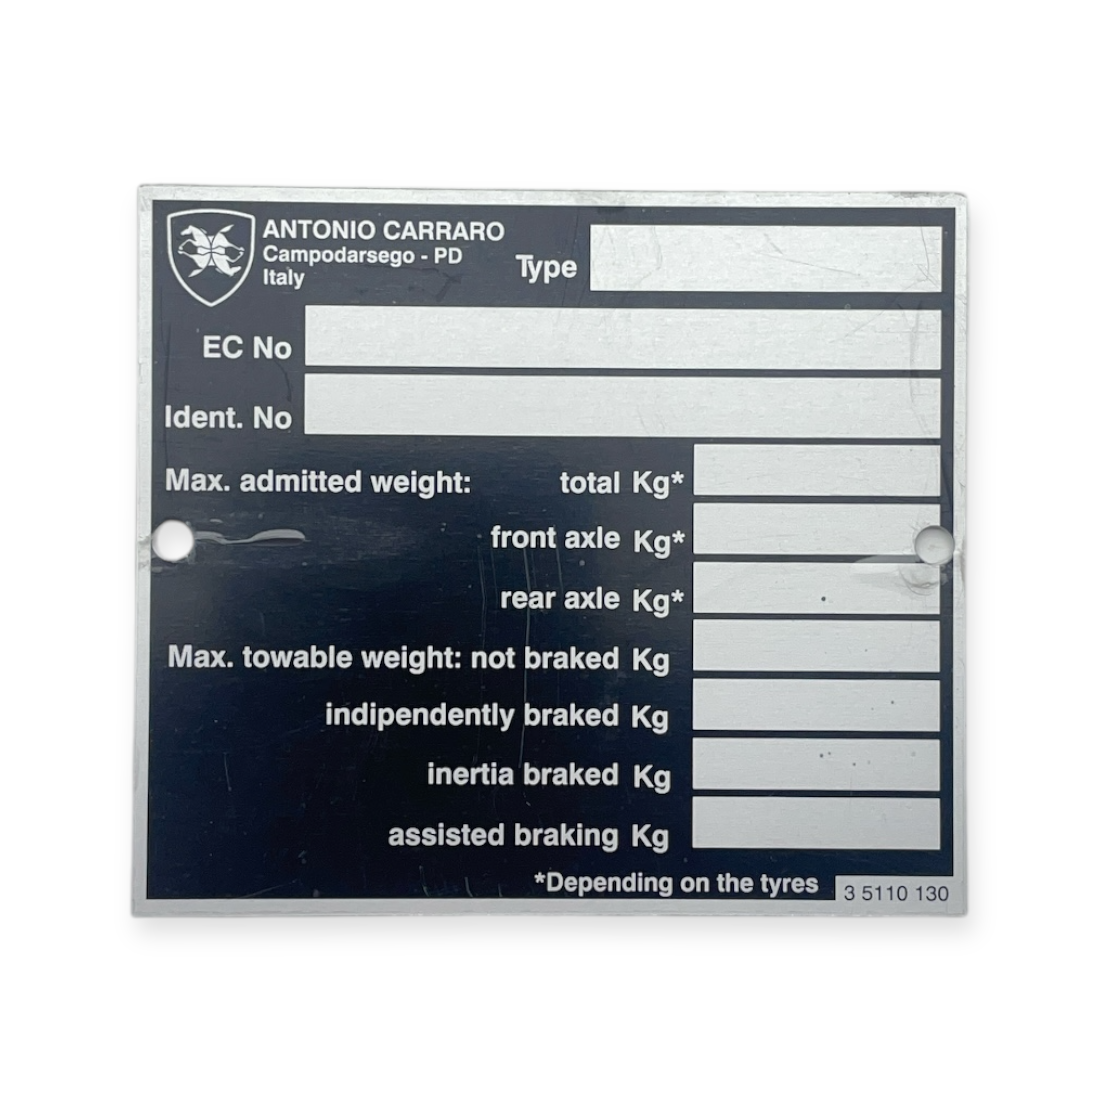 ANTONIO CARRARO
Campodarsego - PD
Italy
Type
EC No
Ident. No
Max. admitted weight: total Kg*
front axle Kg*
rear axle Kg*
Max. towable weight: not braked Kg
indipendently braked Kg
inertia braked Kg
assisted braking Kg
*Depending on the tyres
3 5110 130